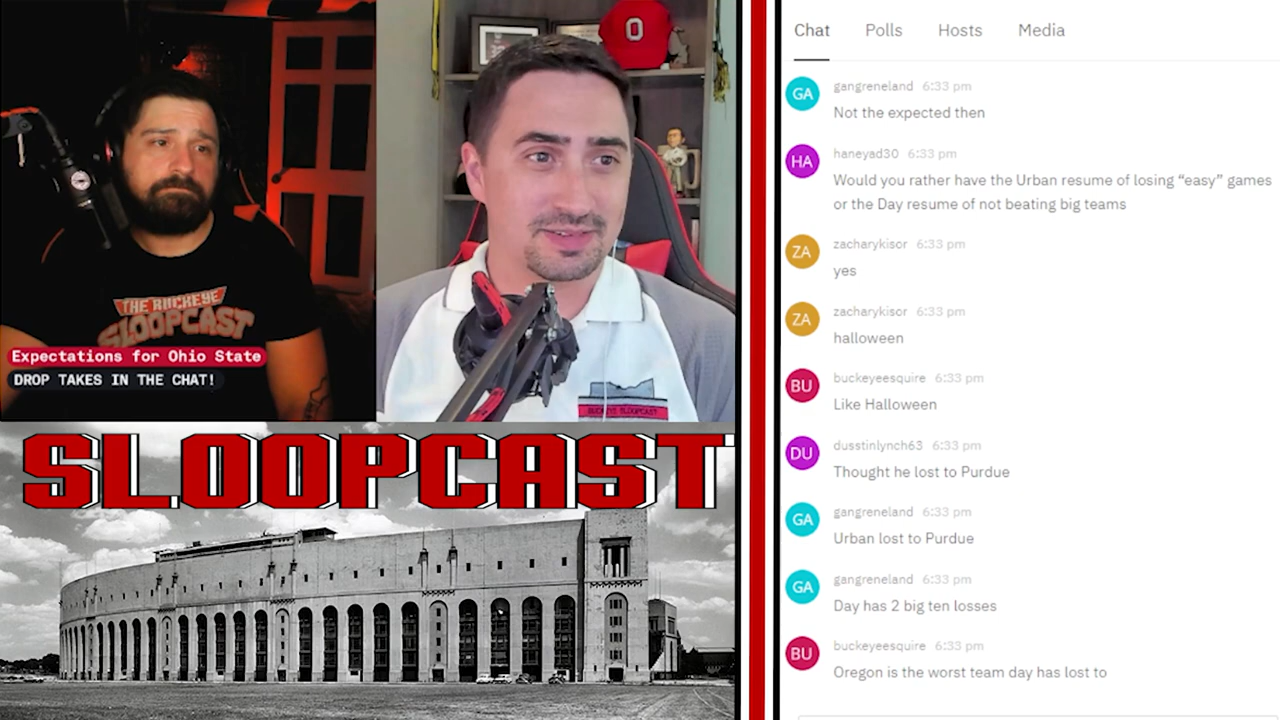 O
THE BUCKEYE
SLOOPCAST
Expectations for Ohio State
DROP TAKES IN THE CHAT!
BUCKEYE SLOOPCAST
SLOOPCAST
Chat Polls Hosts Media
GA gangreneland 6:33 pm
Not the expected then
HA haneyad30 6:33 pm
Would you rather have the Urban resume of losing “easy” games
or the Day resume of not beating big teams
ZA zacharykisor 6:33 pm
yes
ZA zacharykisor 6:33 pm
halloween
BU buckeyeesquire 6:33 pm
Like Halloween
DU dusstinlynch63 6:33 pm
Thought he lost to Purdue
GA gangreneland 6:33 pm
Urban lost to Purdue
GA gangreneland 6:33 pm
Day has 2 big ten losses
BU buckeyeesquire 6:33 pm
Oregon is the worst team day has lost to